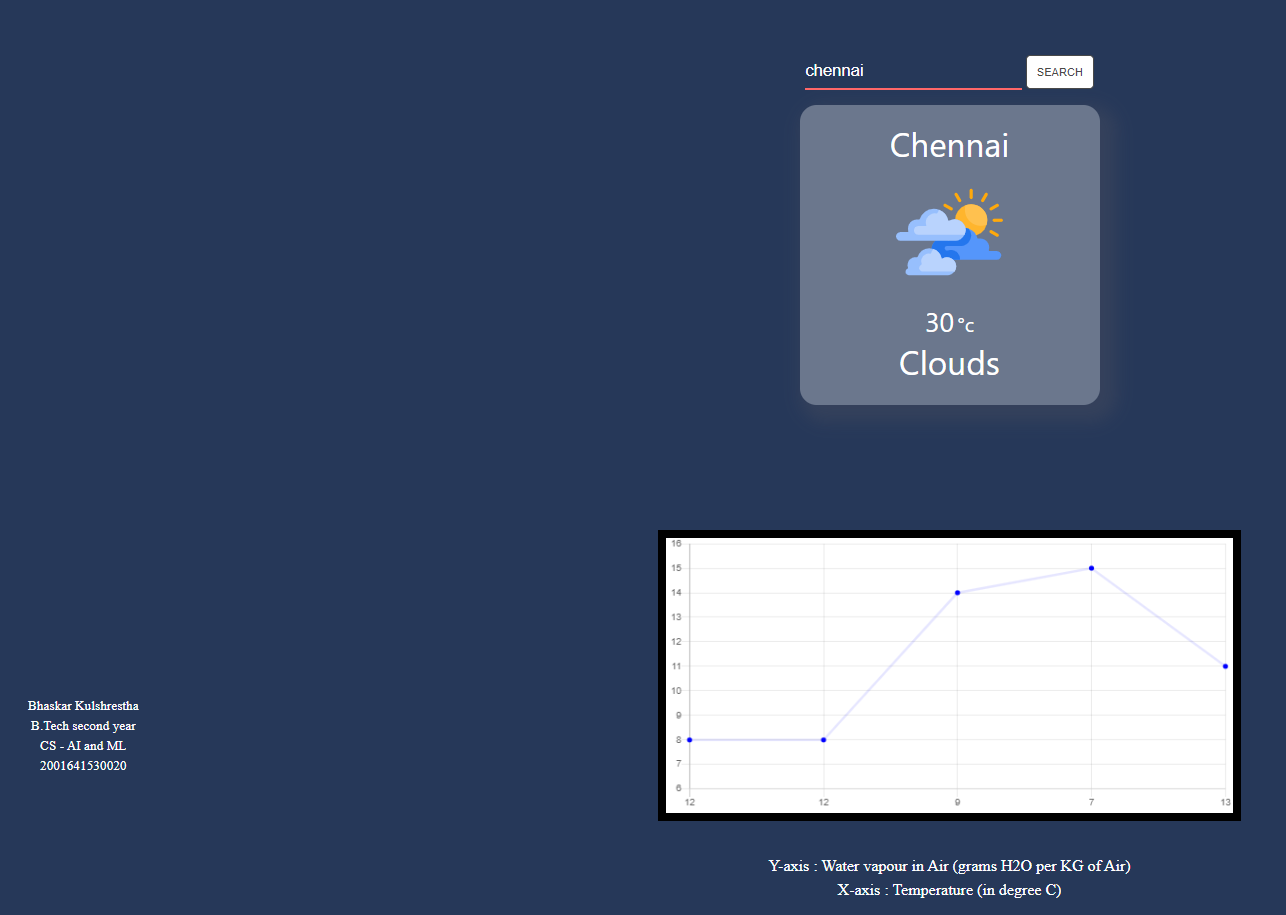 chennai SEARCH
Chennai
30 °c
Clouds
16
15
14
13
12
11
10
9
8
7
6
12 12 9 7 13
Bhaskar Kulshrestha
B.Tech second year
CS - AI and ML
2001641530020
Y-axis : Water vapour in Air (grams H2O per KG of Air)
X-axis : Temperature (in degree C)